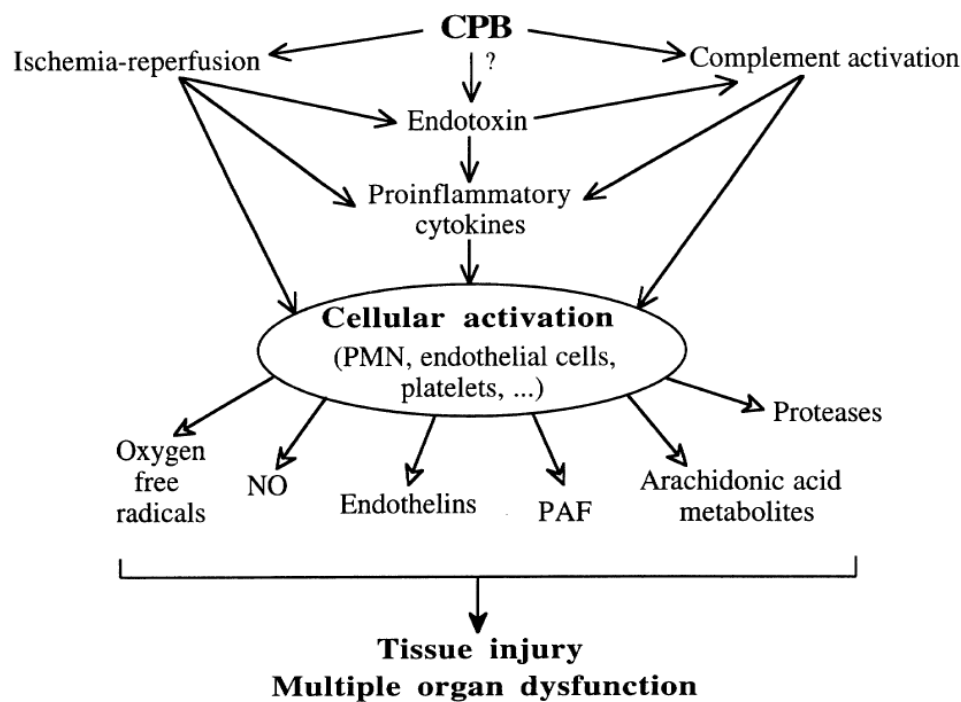 CPB
Ischemia-reperfusion
?
Complement activation
Endotoxin
Proinflammatory
cytokines
Cellular activation
(PMN, endothelial cells,
platelets, ...)
Proteases
Oxygen
free
radicals
NO
Endothelins
PAF
Arachidonic acid
metabolites
Tissue injury
Multiple organ dysfunction